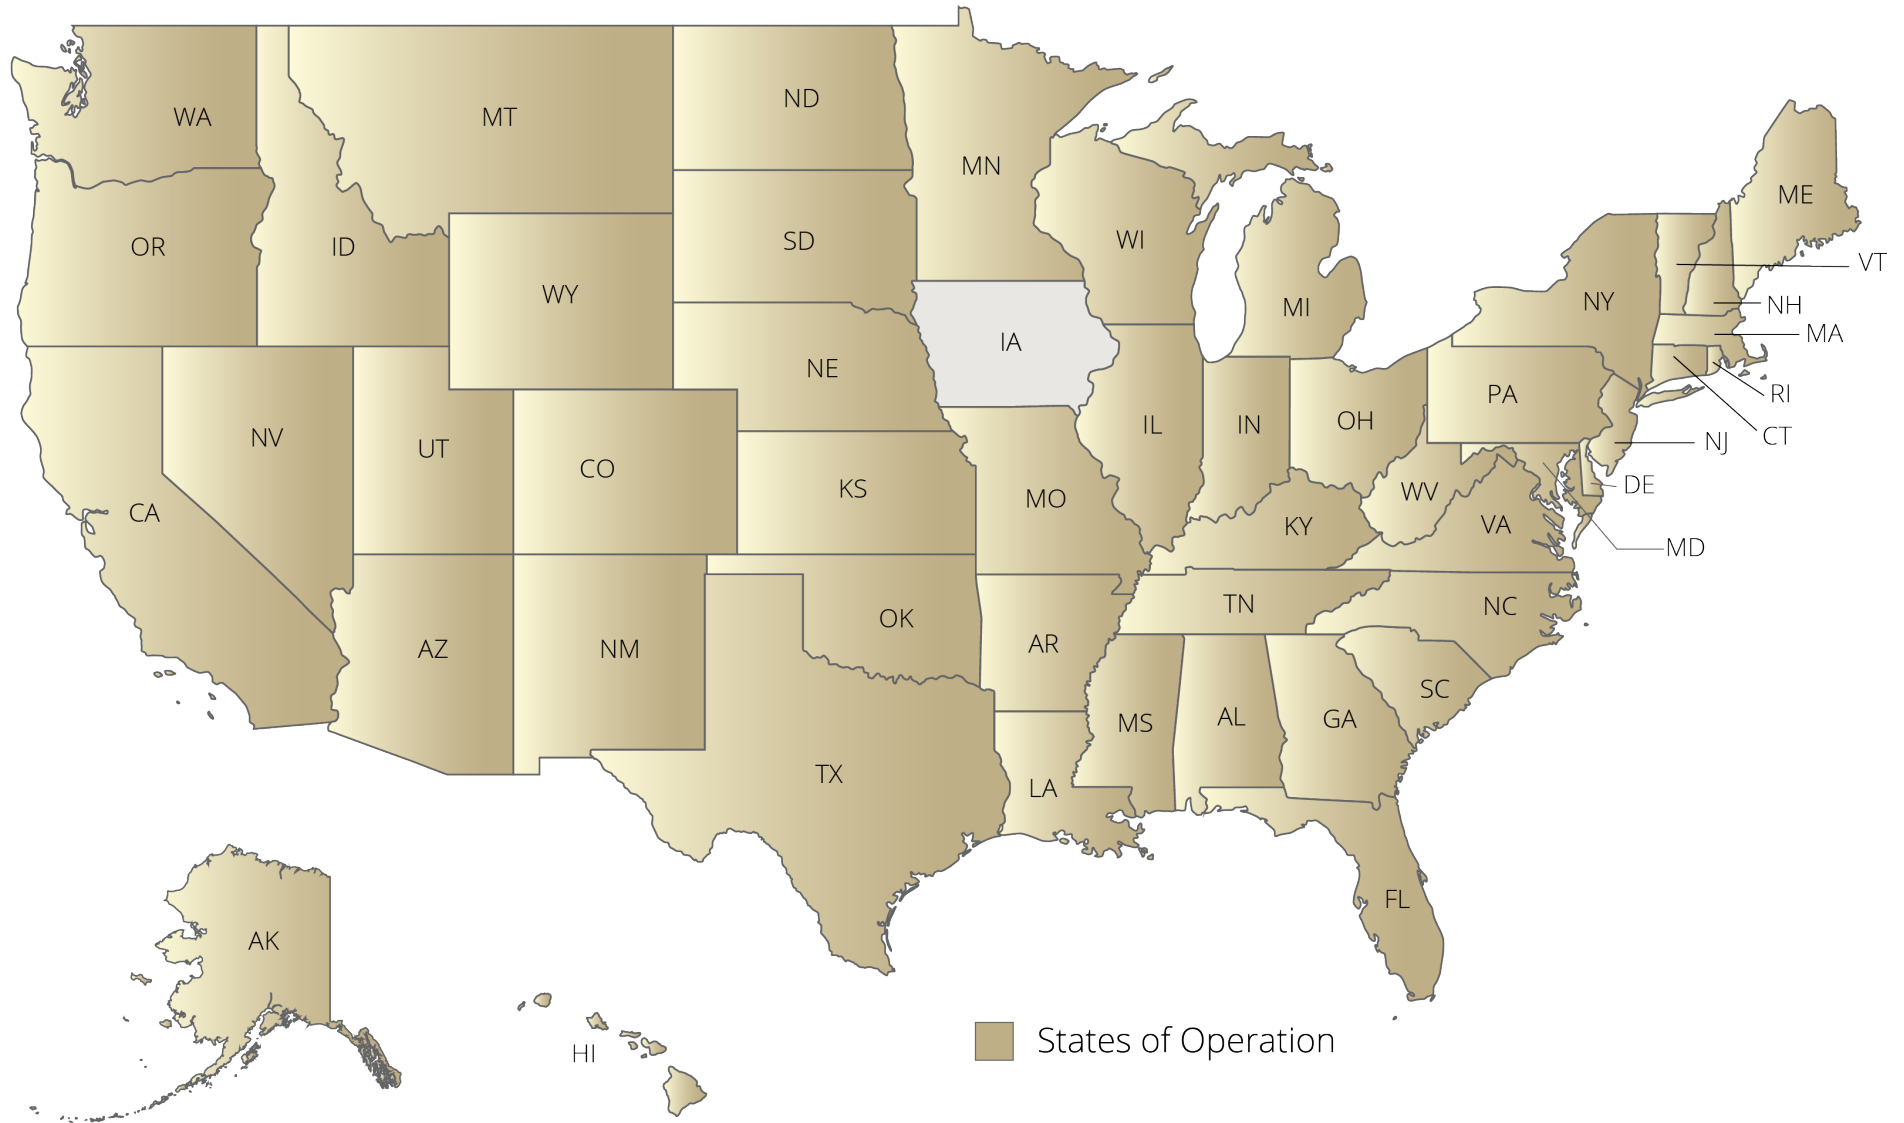 WA
MT
ND
MN
OR
ID
SD
WI
ME
WY
MI
NY
VT
NH
MA
IA
NE
PA
RI
NV
UT
CO
IL
IN
OH
CT
NJ
CA
KS
MO
WV
DE
KY
VA
MD
AZ
NM
OK
AR
TN
NC
SC
MS
AL
GA
TX
LA
FL
AK
HI
States of Operation